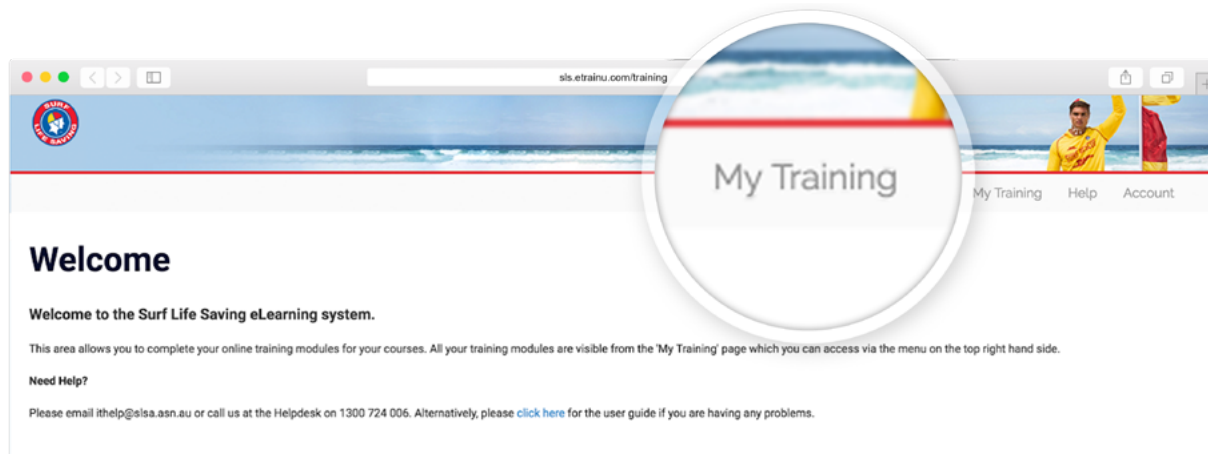 SURF
LIFE SAVING
sls.etrainu.com/training
My Training
My Training Help Account
Welcome
Welcome to the Surf Life Saving eLearning system.
This area allows you to complete your online training modules for your courses. All your training modules are visible from the 'My Training' page which you can access via the menu on the top right hand side.
Need Help?
Please email ithelp@slsa.asn.au or call us at the Helpdesk on 1300 724 006. Alternatively, please click here for the user guide if you are having any problems.